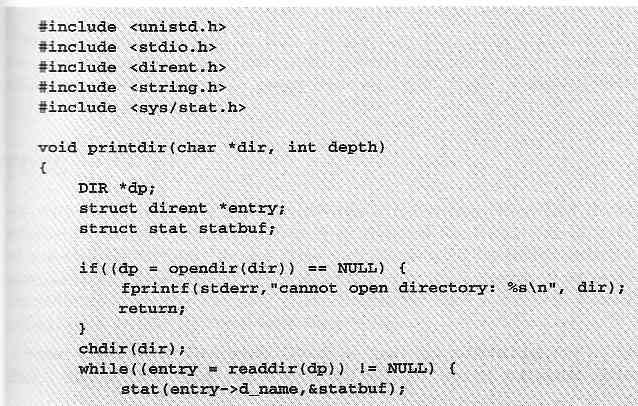 #include <unistd.h>
#include <stdio.h>
#include <dirent.h>
#include <string.h>
#include <sys/stat.h>

void printdir(char *dir, int depth)
{
    DIR *dp;
    struct dirent *entry;
    struct stat statbuf;

    if((dp = opendir(dir)) == NULL) {
        fprintf(stderr,"cannot open directory: %s\n", dir);
        return;
    }
    chdir(dir);
    while((entry = readdir(dp)) != NULL) {
        stat(entry->d_name,&statbuf);